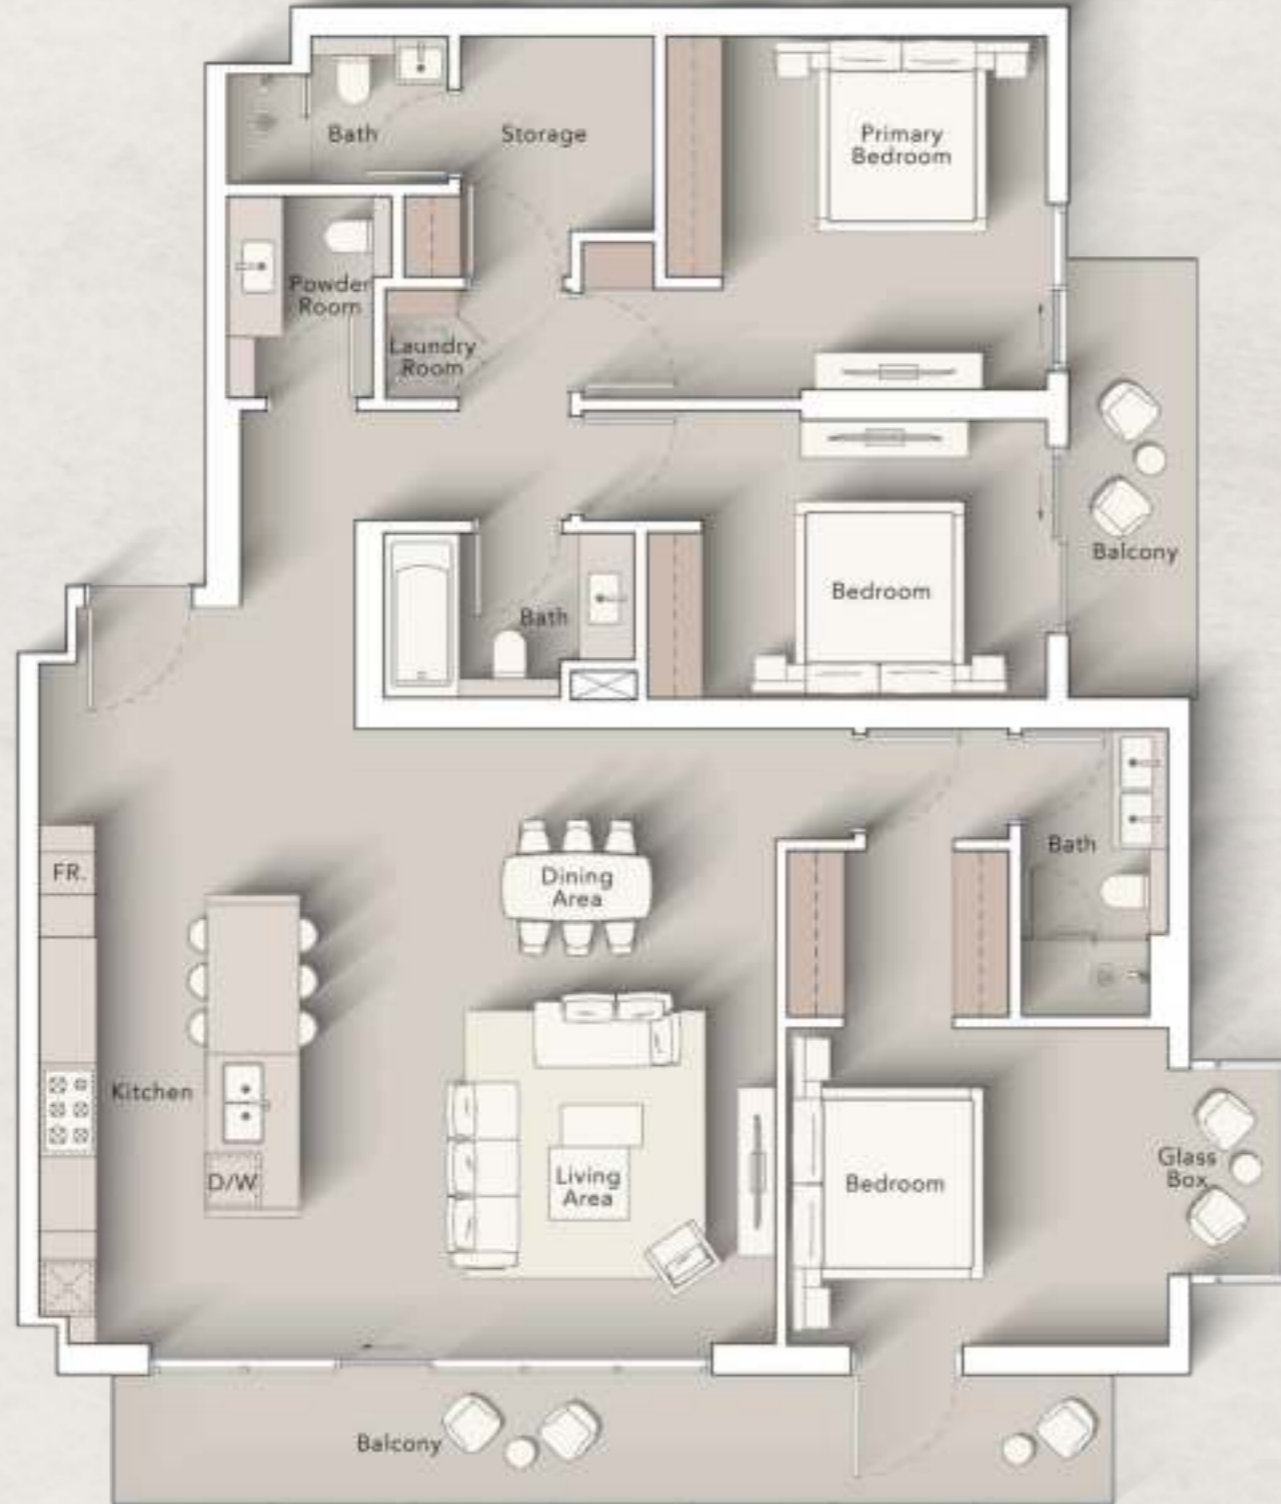 Bath
Storage
Primary
Bedroom
Powder
Room
Laundry
Room
Balcony
Bedroom
Bath
Bath
FR.
Dining
Area
Kitchen
D/W
Living
Area
Bedroom
Glass
Box
Balcony